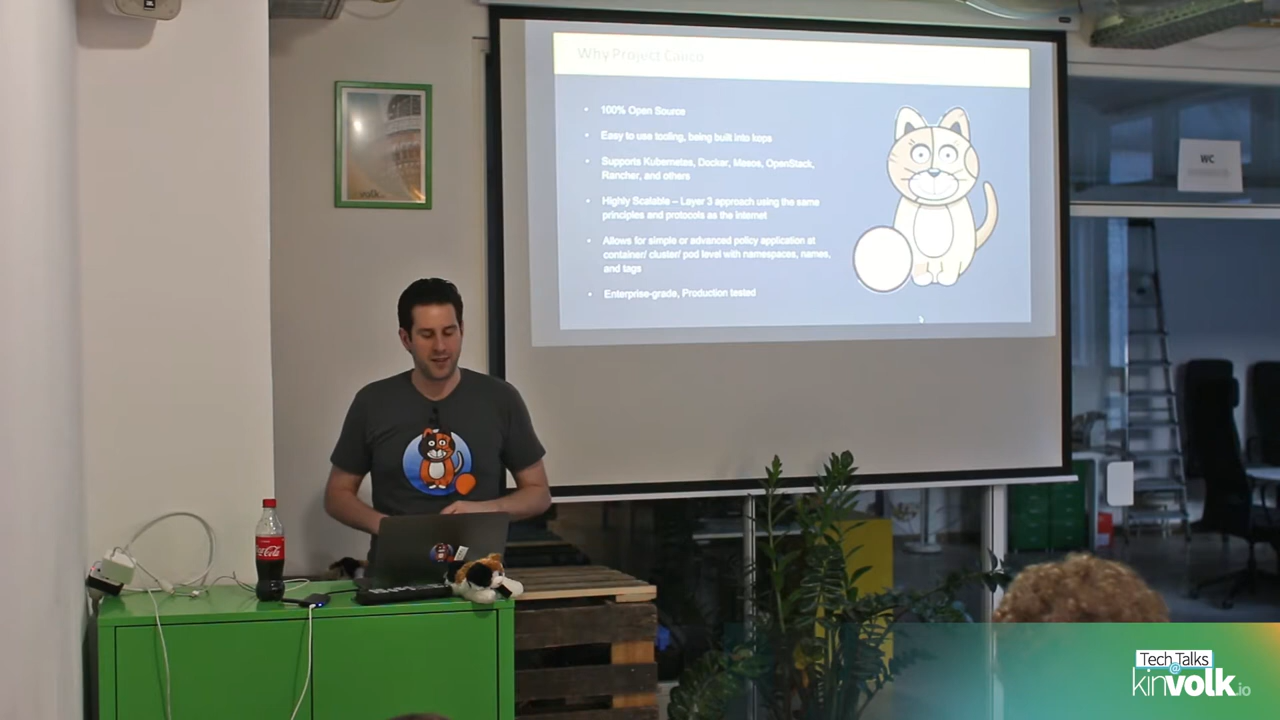 Why Project Calico
• 100% Open Source
• Easy to use tooling, being built into kops
• Supports Kubernetes, Docker, Mesos, OpenStack,
Rancher, and others
• Highly Scalable – Layer 3 approach using the same
principles and protocols as the internet
• Allows for simple or advanced policy application at
container/ cluster/ pod level with namespaces, names,
and tags
• Enterprise-grade, Production tested
WC
volk
Coca-Cola
JBL
Tech Talks
@
kinvolk.io